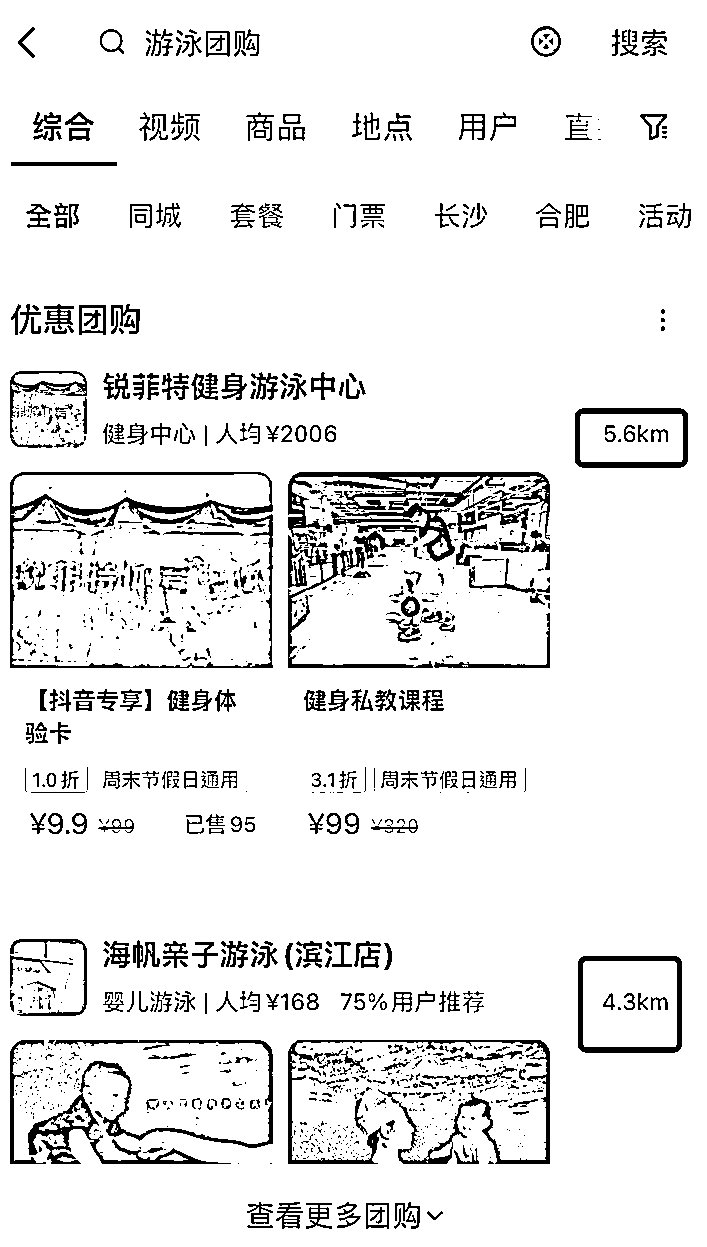 游泳团购
搜索
综合 视频 商品 地点 用户 直
全部 同城 套餐 门票 长沙 合肥 活动
优惠团购
锐菲特健身游泳中心
健身中心 | 人均¥2006
5.6km
【抖音专享】健身体验卡
1.0折 周末节假日通用
¥9.9 ¥99 已售95
健身私教课程
3.1折 周末节假日通用
¥99 ¥320
海帆亲子游泳(滨江店)
婴儿游泳 | 人均¥168 75%用户推荐
4.3km
查看更多团购